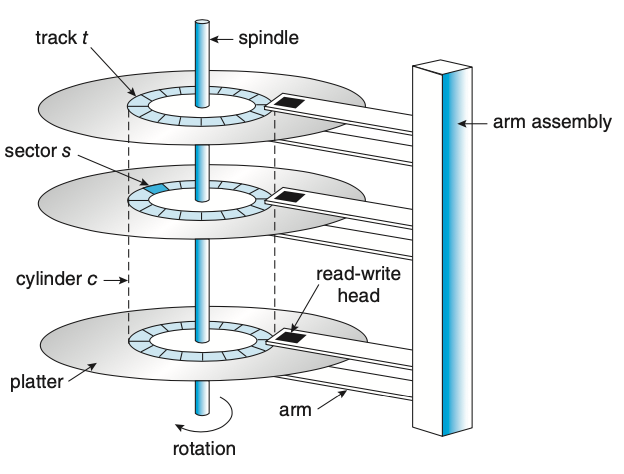 track t
spindle
arm assembly
sector s
cylinder c
read-write
head
platter
arm
rotation